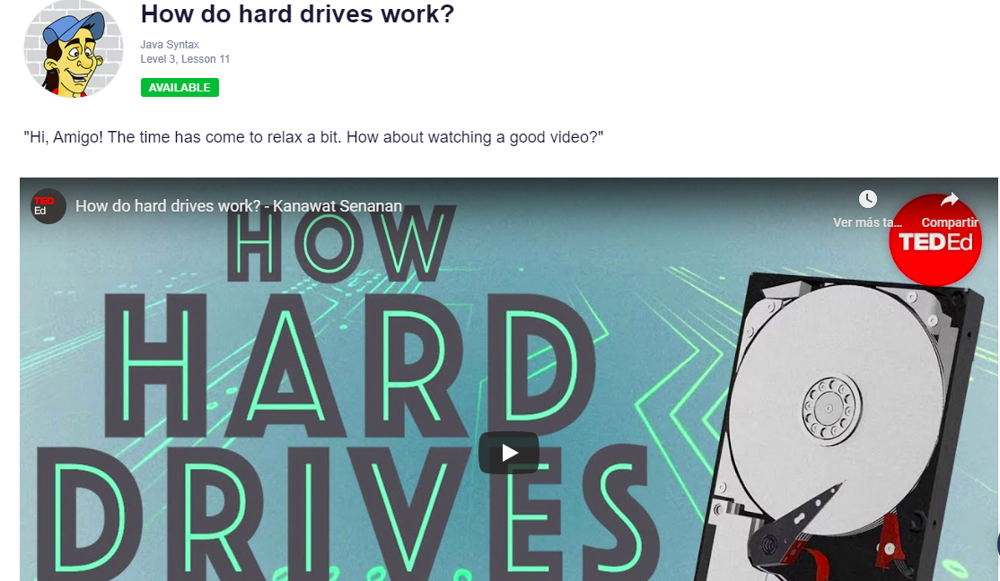 How do hard drives work?
Java Syntax
Level 3, Lesson 11
AVAILABLE
"Hi, Amigo! The time has come to relax a bit. How about watching a good video?"
TED
Ed
How do hard drives work? - Kanawat Senanan
Ver más ta...
Compartir
TEDEd
HOW
HARD
DRIVES